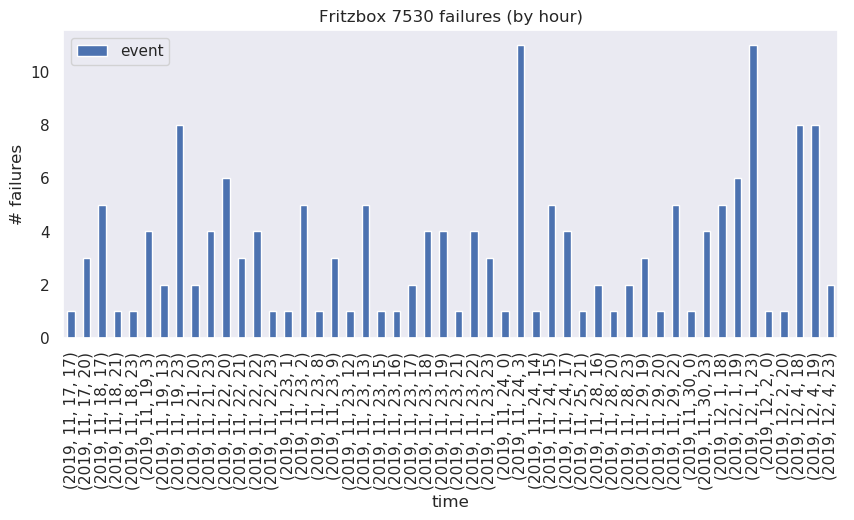 Fritzbox 7530 failures (by hour)
event
# failures
10
8
6
4
2
0
(2019, 11, 17, 17)
(2019, 11, 17, 20)
(2019, 11, 18, 17)
(2019, 11, 18, 21)
(2019, 11, 18, 23)
(2019, 11, 19, 3)
(2019, 11, 19, 13)
(2019, 11, 19, 23)
(2019, 11, 21, 20)
(2019, 11, 21, 23)
(2019, 11, 22, 20)
(2019, 11, 22, 21)
(2019, 11, 22, 22)
(2019, 11, 22, 23)
(2019, 11, 23, 1)
(2019, 11, 23, 2)
(2019, 11, 23, 8)
(2019, 11, 23, 9)
(2019, 11, 23, 12)
(2019, 11, 23, 13)
(2019, 11, 23, 15)
(2019, 11, 23, 16)
(2019, 11, 23, 17)
(2019, 11, 23, 18)
(2019, 11, 23, 19)
(2019, 11, 23, 21)
(2019, 11, 23, 22)
(2019, 11, 23, 23)
(2019, 11, 24, 0)
(2019, 11, 24, 3)
(2019, 11, 24, 14)
(2019, 11, 24, 15)
(2019, 11, 24, 17)
(2019, 11, 25, 21)
(2019, 11, 28, 16)
(2019, 11, 28, 20)
(2019, 11, 28, 23)
(2019, 11, 29, 19)
(2019, 11, 29, 20)
(2019, 11, 29, 22)
(2019, 11, 30, 0)
(2019, 11, 30, 23)
(2019, 12, 1, 18)
(2019, 12, 1, 19)
(2019, 12, 1, 23)
(2019, 12, 2, 0)
(2019, 12, 2, 20)
(2019, 12, 4, 18)
(2019, 12, 4, 19)
(2019, 12, 4, 23)
time